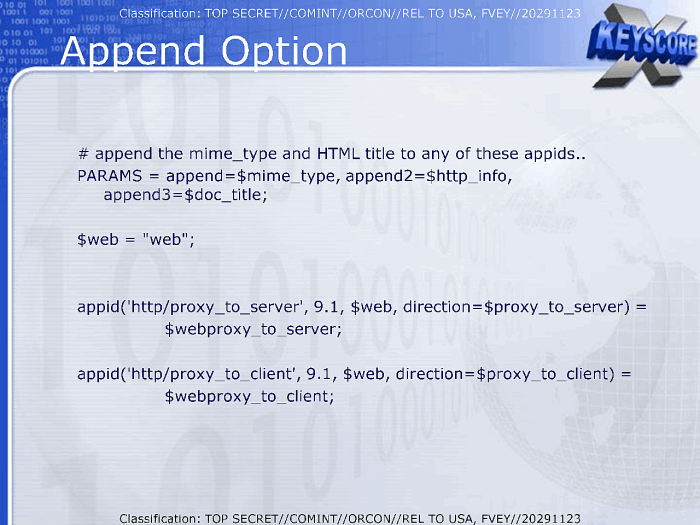 Classification: TOP SECRET//COMINT//ORCON//REL TO USA, FVEY//20291123
Append Option
X KEYSCORE
# append the mime_type and HTML title to any of these appids..
PARAMS = append=$mime_type, append2=$http_info,
append3=$doc_title;
$web = "web";
appid('http/proxy_to_server', 9.1, $web, direction=$proxy_to_server) =
$webproxy_to_server;
appid('http/proxy_to_client', 9.1, $web, direction=$proxy_to_client) =
$webproxy_to_client;
Classification: TOP SECRET//COMINT//ORCON//REL TO USA, FVEY//20291123